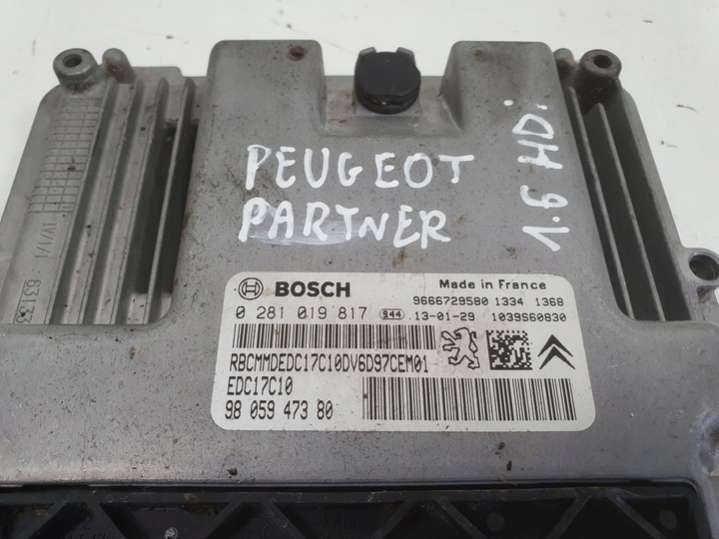 PEUGEOT
PARTNER
1.6 HDi
BOSCH
Made in France
9666729580 1334 1368
0 281 019 817 944 13-01-29 1039S60830
RBCMMDEDC17C10DV6D97CEM01
EDC17C10
98 059 473 80